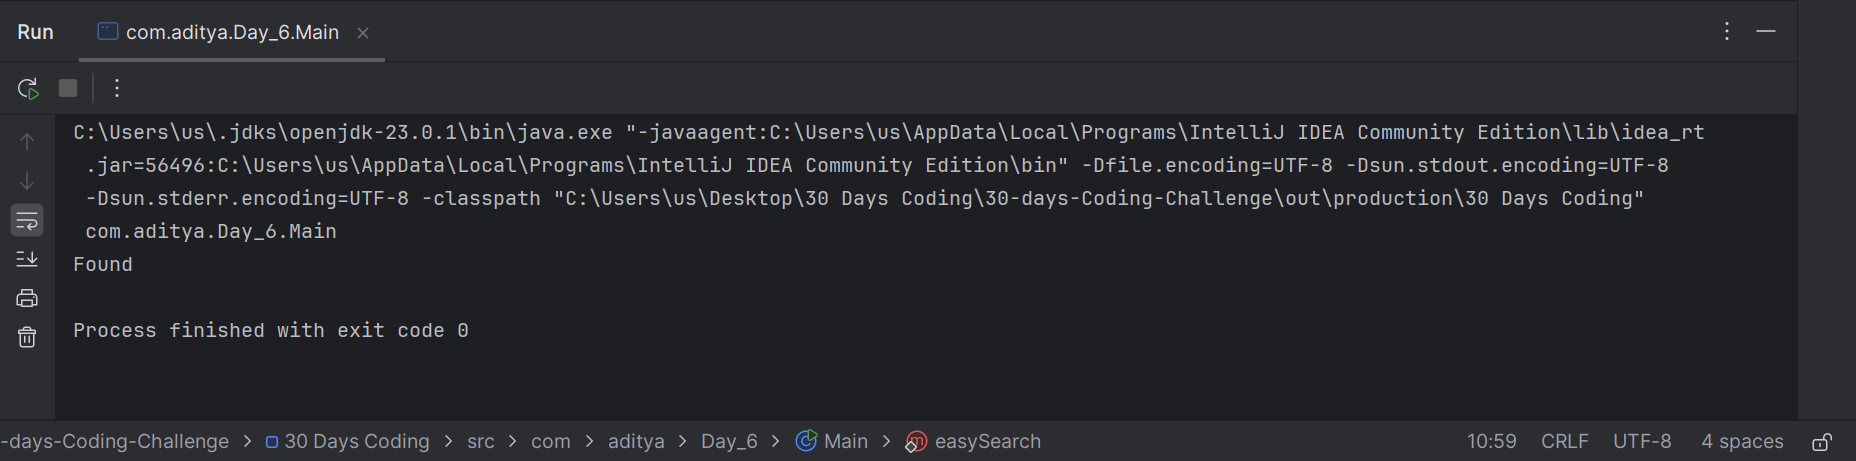 Run com.aditya.Day_6.Main
C:\Users\us\.jdks\openjdk-23.0.1\bin\java.exe "-javaagent:C:\Users\us\AppData\Local\Programs\IntelliJ IDEA Community Edition\lib\idea_rt
.jar=56496:C:\Users\us\AppData\Local\Programs\IntelliJ IDEA Community Edition\bin" -Dfile.encoding=UTF-8 -Dsun.stdout.encoding=UTF-8
-Dsun.stderr.encoding=UTF-8 -classpath "C:\Users\us\Desktop\30 Days Coding\30-days-Coding-Challenge\out\production\30 Days Coding"
com.aditya.Day_6.Main
Found
Process finished with exit code 0
-days-Coding-Challenge > 30 Days Coding > src > com > aditya > Day_6 > Main > easySearch 10:59 CRLF UTF-8 4 spaces